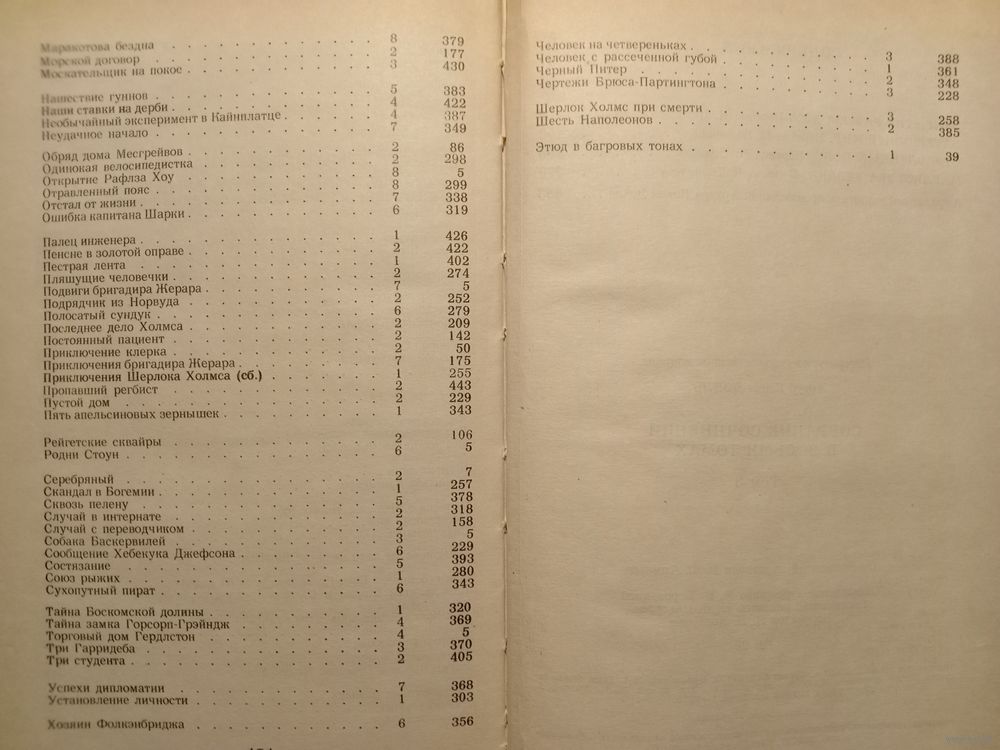 Маракотова бездна . . . . . . . . . . 8 379
Морской договор . . . . . . . . . . 2 177
Москательщик на покое . . . . . . . . . . 3 430
Нашествие гуннов . . . . . . . . . . 5 383
Наши ставки на дерби . . . . . . . . . . 4 422
Необычайный эксперимент в Кайнплатце . . . . . 4 387
Неудачное начало . . . . . . . . . . 7 349
Обряд дома Месгрейвов . . . . . . . . . . 2 86
Одинокая велосипедистка . . . . . . . . . . 2 298
Открытие Рафлза Хоу . . . . . . . . . . 8 5
Отравленный пояс . . . . . . . . . . 8 299
Отстал от жизни . . . . . . . . . . 7 338
Ошибка капитана Шарки . . . . . . . . . . 6 319
Палец инженера . . . . . . . . . . 1 426
Пенсне в золотой оправе . . . . . . . . . . 2 422
Пестрая лента . . . . . . . . . . 1 402
Пляшущие человечки . . . . . . . . . . 2 274
Подвиги бригадира Жерара . . . . . . . . . . 7 5
Подрядчик из Норвуда . . . . . . . . . . 2 252
Полосатый сундук . . . . . . . . . . 6 279
Последнее дело Холмса . . . . . . . . . . 2 209
Постоянный пациент . . . . . . . . . . 2 142
Приключение клерка . . . . . . . . . . 2 50
Приключения бригадира Жерара . . . . . . . . 7 175
Приключения Шерлока Холмса (сб.) . . . . . . 1 255
Пропавший регбист . . . . . . . . . . 2 443
Пустой дом . . . . . . . . . . 2 229
Пять апельсиновых зернышек . . . . . . . . . 1 343
Рейгетские сквайры . . . . . . . . . . 2 106
Родни Стоун . . . . . . . . . . 6 5
Серебряный . . . . . . . . . . 2 7
Скандал в Богемии . . . . . . . . . . 1 257
Сквозь пелену . . . . . . . . . . 5 378
Случай в интернате . . . . . . . . . . 2 318
Случай с переводчиком . . . . . . . . . . 2 158
Собака Баскервилей . . . . . . . . . . 3 5
Сообщение Хебекука Джефсона . . . . . . . . 6 229
Состязание . . . . . . . . . . 5 393
Союз рыжих . . . . . . . . . . 1 280
Сухопутный пират . . . . . . . . . . 6 343
Тайна Боскомской долины . . . . . . . . . . 1 320
Тайна замка Горсорп-Грэйндж . . . . . . . . 4 369
Торговый дом Гердлстон . . . . . . . . . . 4 5
Три Гарридеба . . . . . . . . . . 3 370
Три студента . . . . . . . . . . 2 405
Успехи дипломатии . . . . . . . . . . 7 368
Установление личности . . . . . . . . . . 1 303
Хозяин Фолкэнбриджа . . . . . . . . . . 6 356
Человек на четвереньках . . . . . . . . . . 3 388
Человек с рассеченной губой . . . . . . . . 1 361
Черный Питер . . . . . . . . . . 2 348
Чертежи Брюса-Партингтона . . . . . . . . . 3 228
Шерлок Холмс при смерти . . . . . . . . . . 3 258
Шесть Наполеонов . . . . . . . . . . 2 385
Этюд в багровых тонах . . . . . . . . . . 1 39